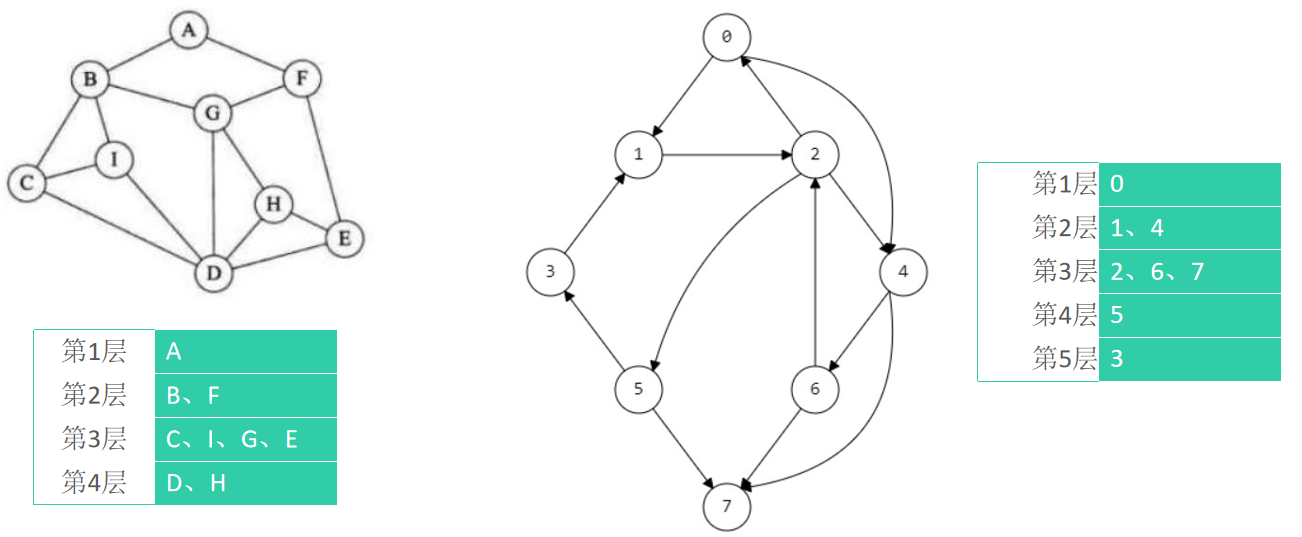 A
B
F
G
I
C
H
E
D
第1层 A
第2层 B、F
第3层 C、I、G、E
第4层 D、H
0
1
2
3
4
5
6
7
第1层 0
第2层 1、4
第3层 2、6、7
第4层 5
第5层 3